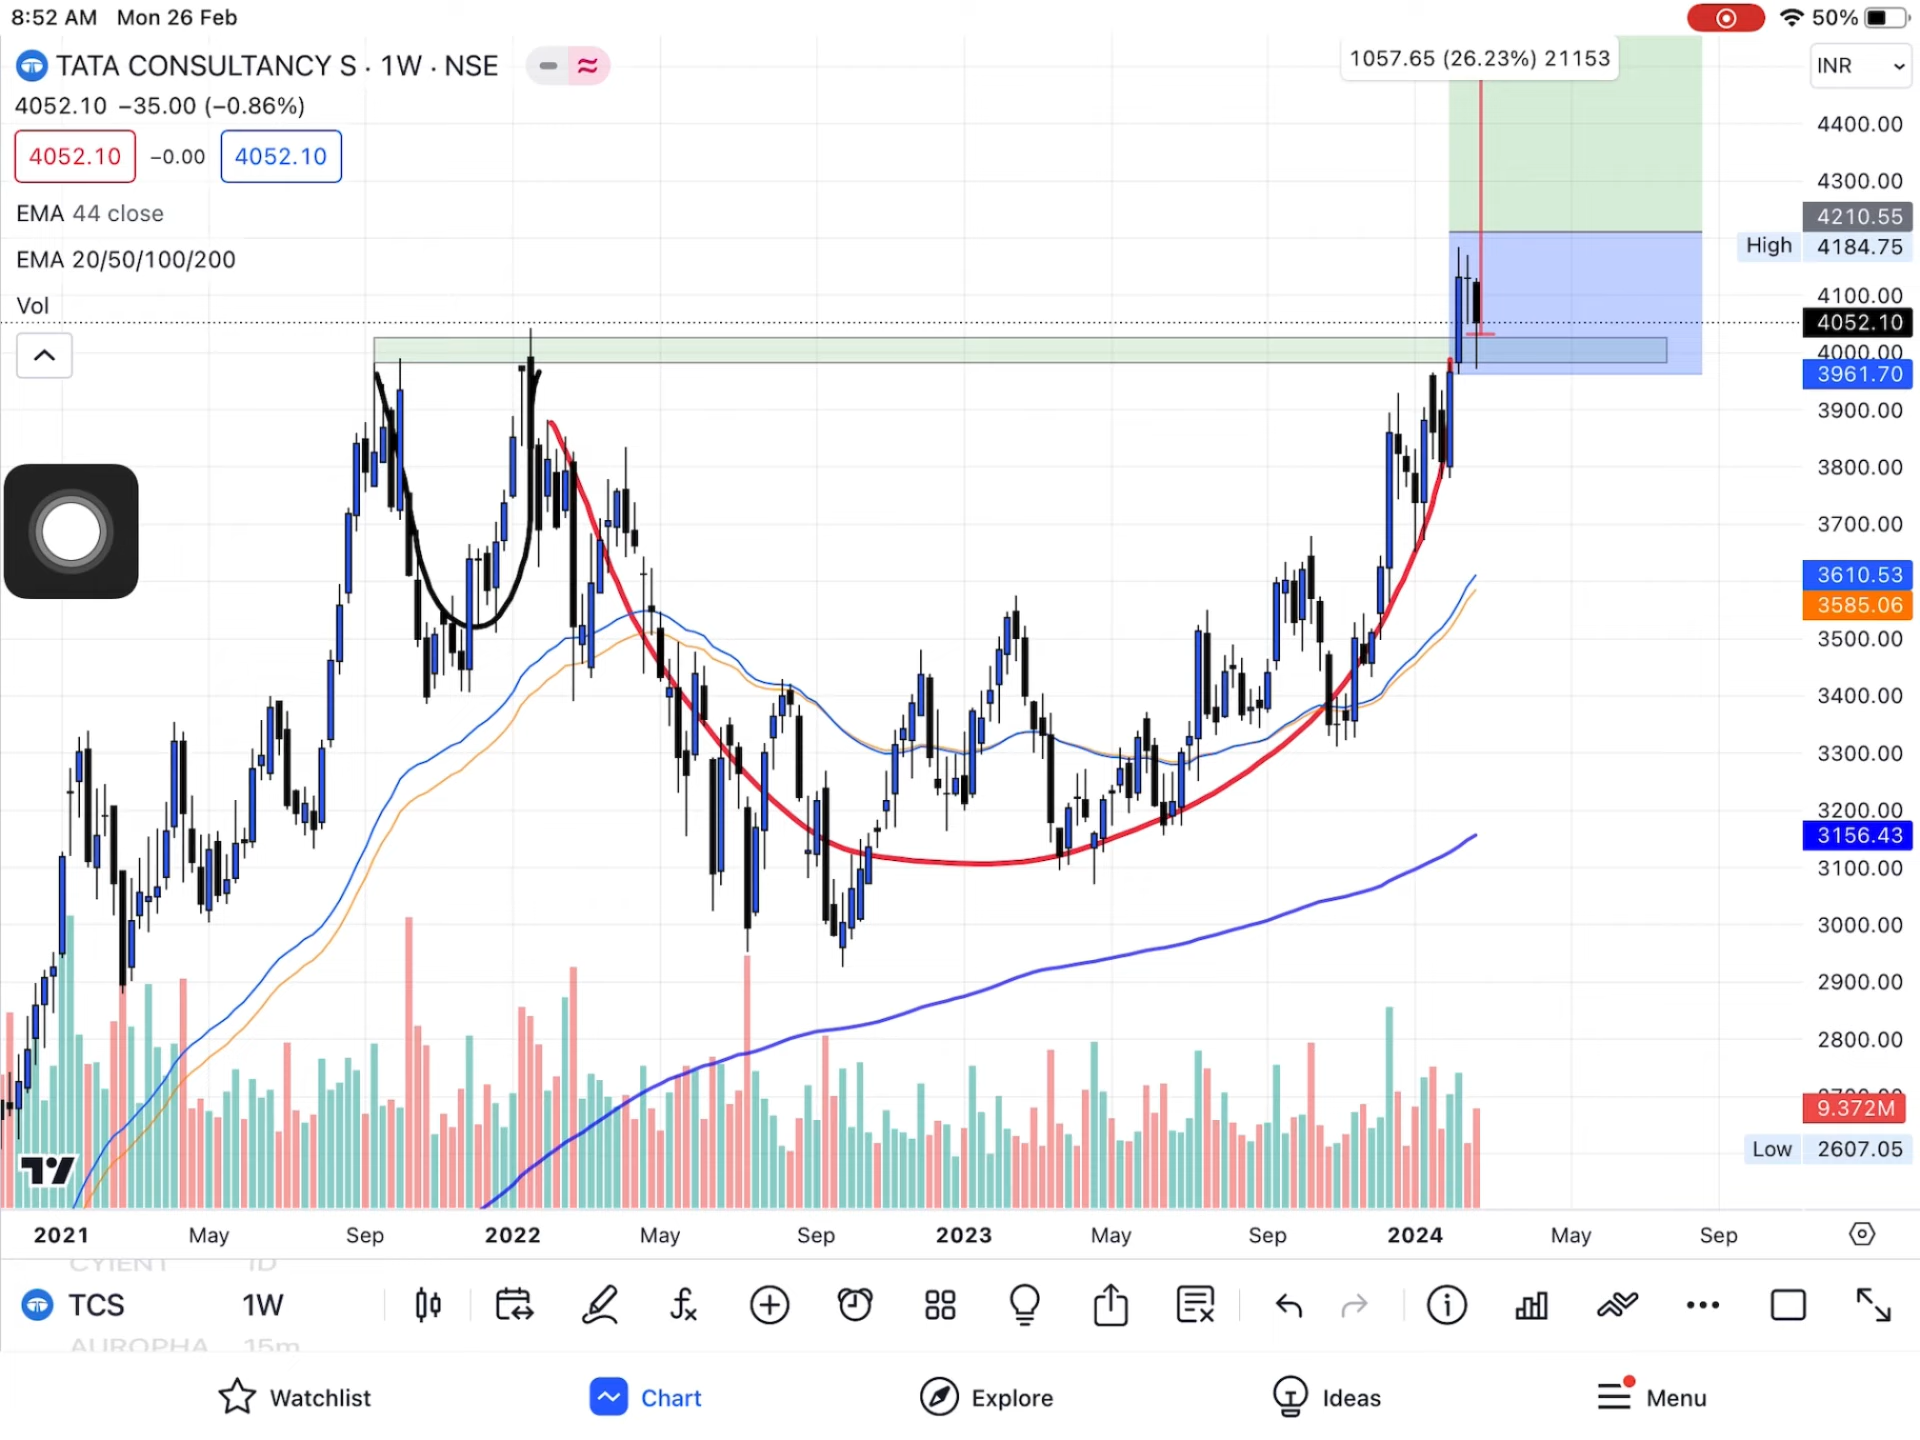 8:52 AM Mon 26 Feb
50%
TATA CONSULTANCY S · 1W · NSE
1057.65 (26.23%) 21153
INR
4052.10 −35.00 (−0.86%)
4052.10 −0.00 4052.10
EMA 44 close
EMA 20/50/100/200
Vol
4400.00
4300.00
4210.55
High 4184.75
4100.00
4052.10
4000.00
3961.70
3900.00
3800.00
3700.00
3610.53
3585.06
3500.00
3400.00
3300.00
3200.00
3156.43
3100.00
3000.00
2900.00
2800.00
9.372M
Low 2607.05
2021 May Sep 2022 May Sep 2023 May Sep 2024 May Sep
CYIENT 1D
TCS 1W
AUROPHA 15m
Watchlist Chart Explore Ideas Menu